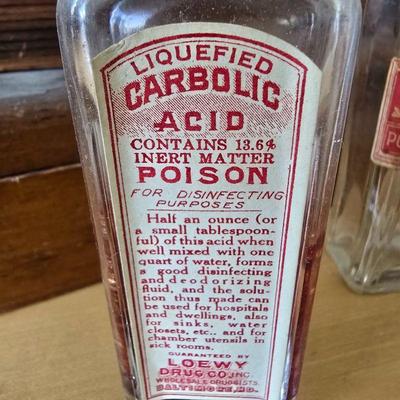 LIQUEFIED
CARBOLIC
ACID
CONTAINS 13.6%
INERT MATTER
POISON
FOR DISINFECTING
PURPOSES
Half an ounce (or
a small tablespoon-
ful) of this acid when
well mixed with one
quart of water, forms
a good disinfecting
and deodorizing
fluid, and the solu-
tion thus made can
be used for hospitals
and dwellings, also
for sinks, water
closets, etc., and for
chamber utensils in
sick rooms.
GUARANTEED BY
LOEWY
DRUG CO. INC.
WHOLESALE DRUGGISTS
BALTIMORE, MD.